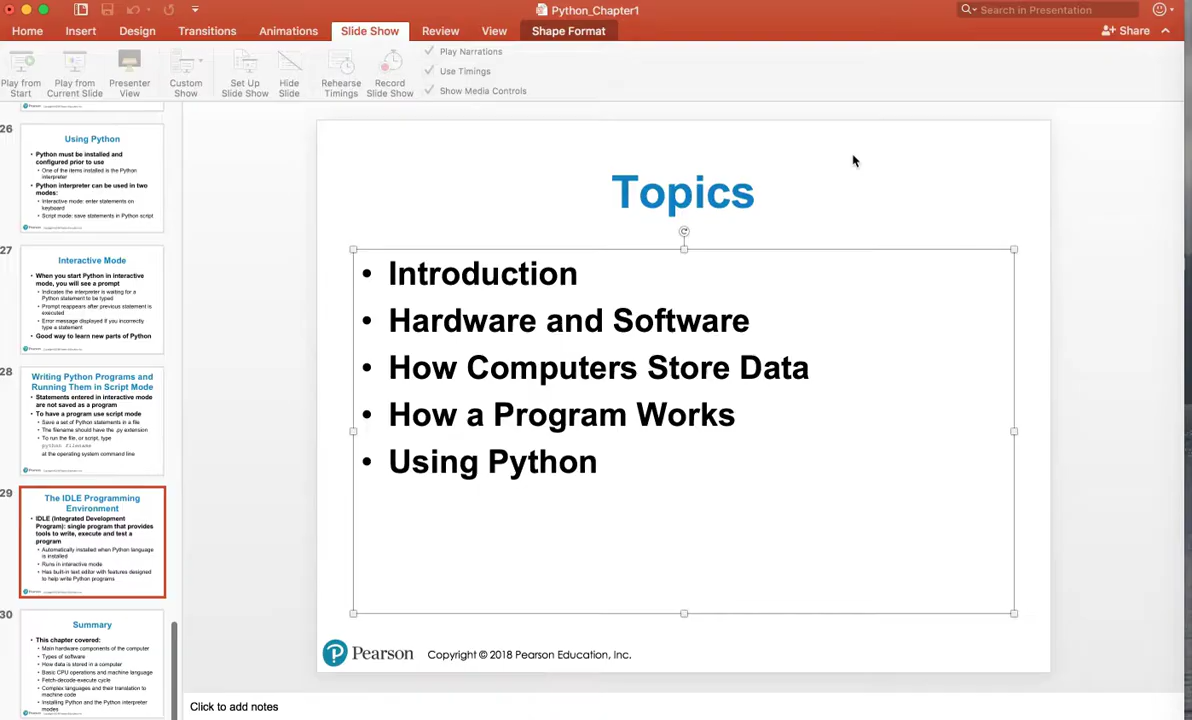 Python_Chapter1
Search in Presentation
Home Insert Design Transitions Animations Slide Show Review View Shape Format
Share
Play from Start
Play from Current Slide
Presenter View
Custom Show
Set Up Slide Show
Hide Slide
Rehearse Timings
Record Slide Show
Play Narrations
Use Timings
Show Media Controls
26
Using Python
• Python must be installed and
configured prior to use
• One of the items installed is the Python
interpreter
• Python interpreter can be used in two
modes:
• Interactive mode: enter statements on
keyboard
• Script mode: save statements in Python script
27
Interactive Mode
• When you start Python in interactive
mode, you will see a prompt
• Indicates the interpreter is waiting for a
Python statement to be typed
• Prompt reappears after previous statement is
executed
• Error message displayed if you incorrectly
type a statement
• Good way to learn new parts of Python
28
Writing Python Programs and
Running Them in Script Mode
• Statements entered in interactive mode
are not saved as a program
• To have a program use script mode
• Save a set of Python statements in a file
• The filename should have the .py extension
• To run the file, or script, type
python filename
at the operating system command line
29
The IDLE Programming
Environment
• IDLE (Integrated Development
Program): single program that provides
tools to write, execute and test a
program
• Automatically installed when Python language
is installed
• Runs in interactive mode
• Has built-in text editor with features designed
to help write Python programs
30
Summary
• This chapter covered:
• Main hardware components of the computer
• Types of software
• How data is stored in a computer
• Basic CPU operations and machine language
• Fetch-decode-execute cycle
• Complex languages and their translation to
machine code
• Installing Python and the Python interpreter
modes
Topics
• Introduction
• Hardware and Software
• How Computers Store Data
• How a Program Works
• Using Python
P Pearson
Copyright © 2018 Pearson Education, Inc.
Click to add notes